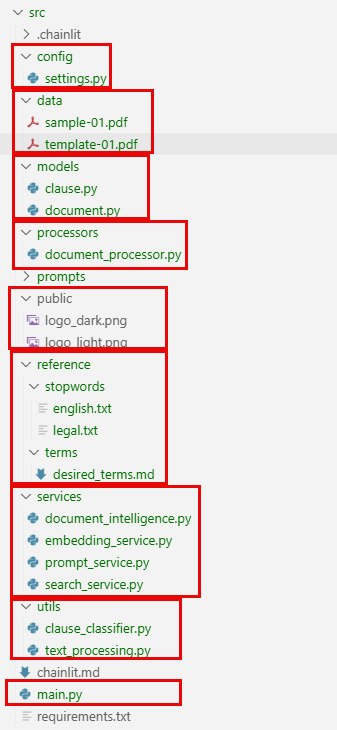 src
.chainlit
config
settings.py
data
sample-01.pdf
template-01.pdf
models
clause.py
document.py
processors
document_processor.py
prompts
public
logo_dark.png
logo_light.png
reference
stopwords
english.txt
legal.txt
terms
desired_terms.md
services
document_intelligence.py
embedding_service.py
prompt_service.py
search_service.py
utils
clause_classifier.py
text_processing.py
chainlit.md
main.py
requirements.txt